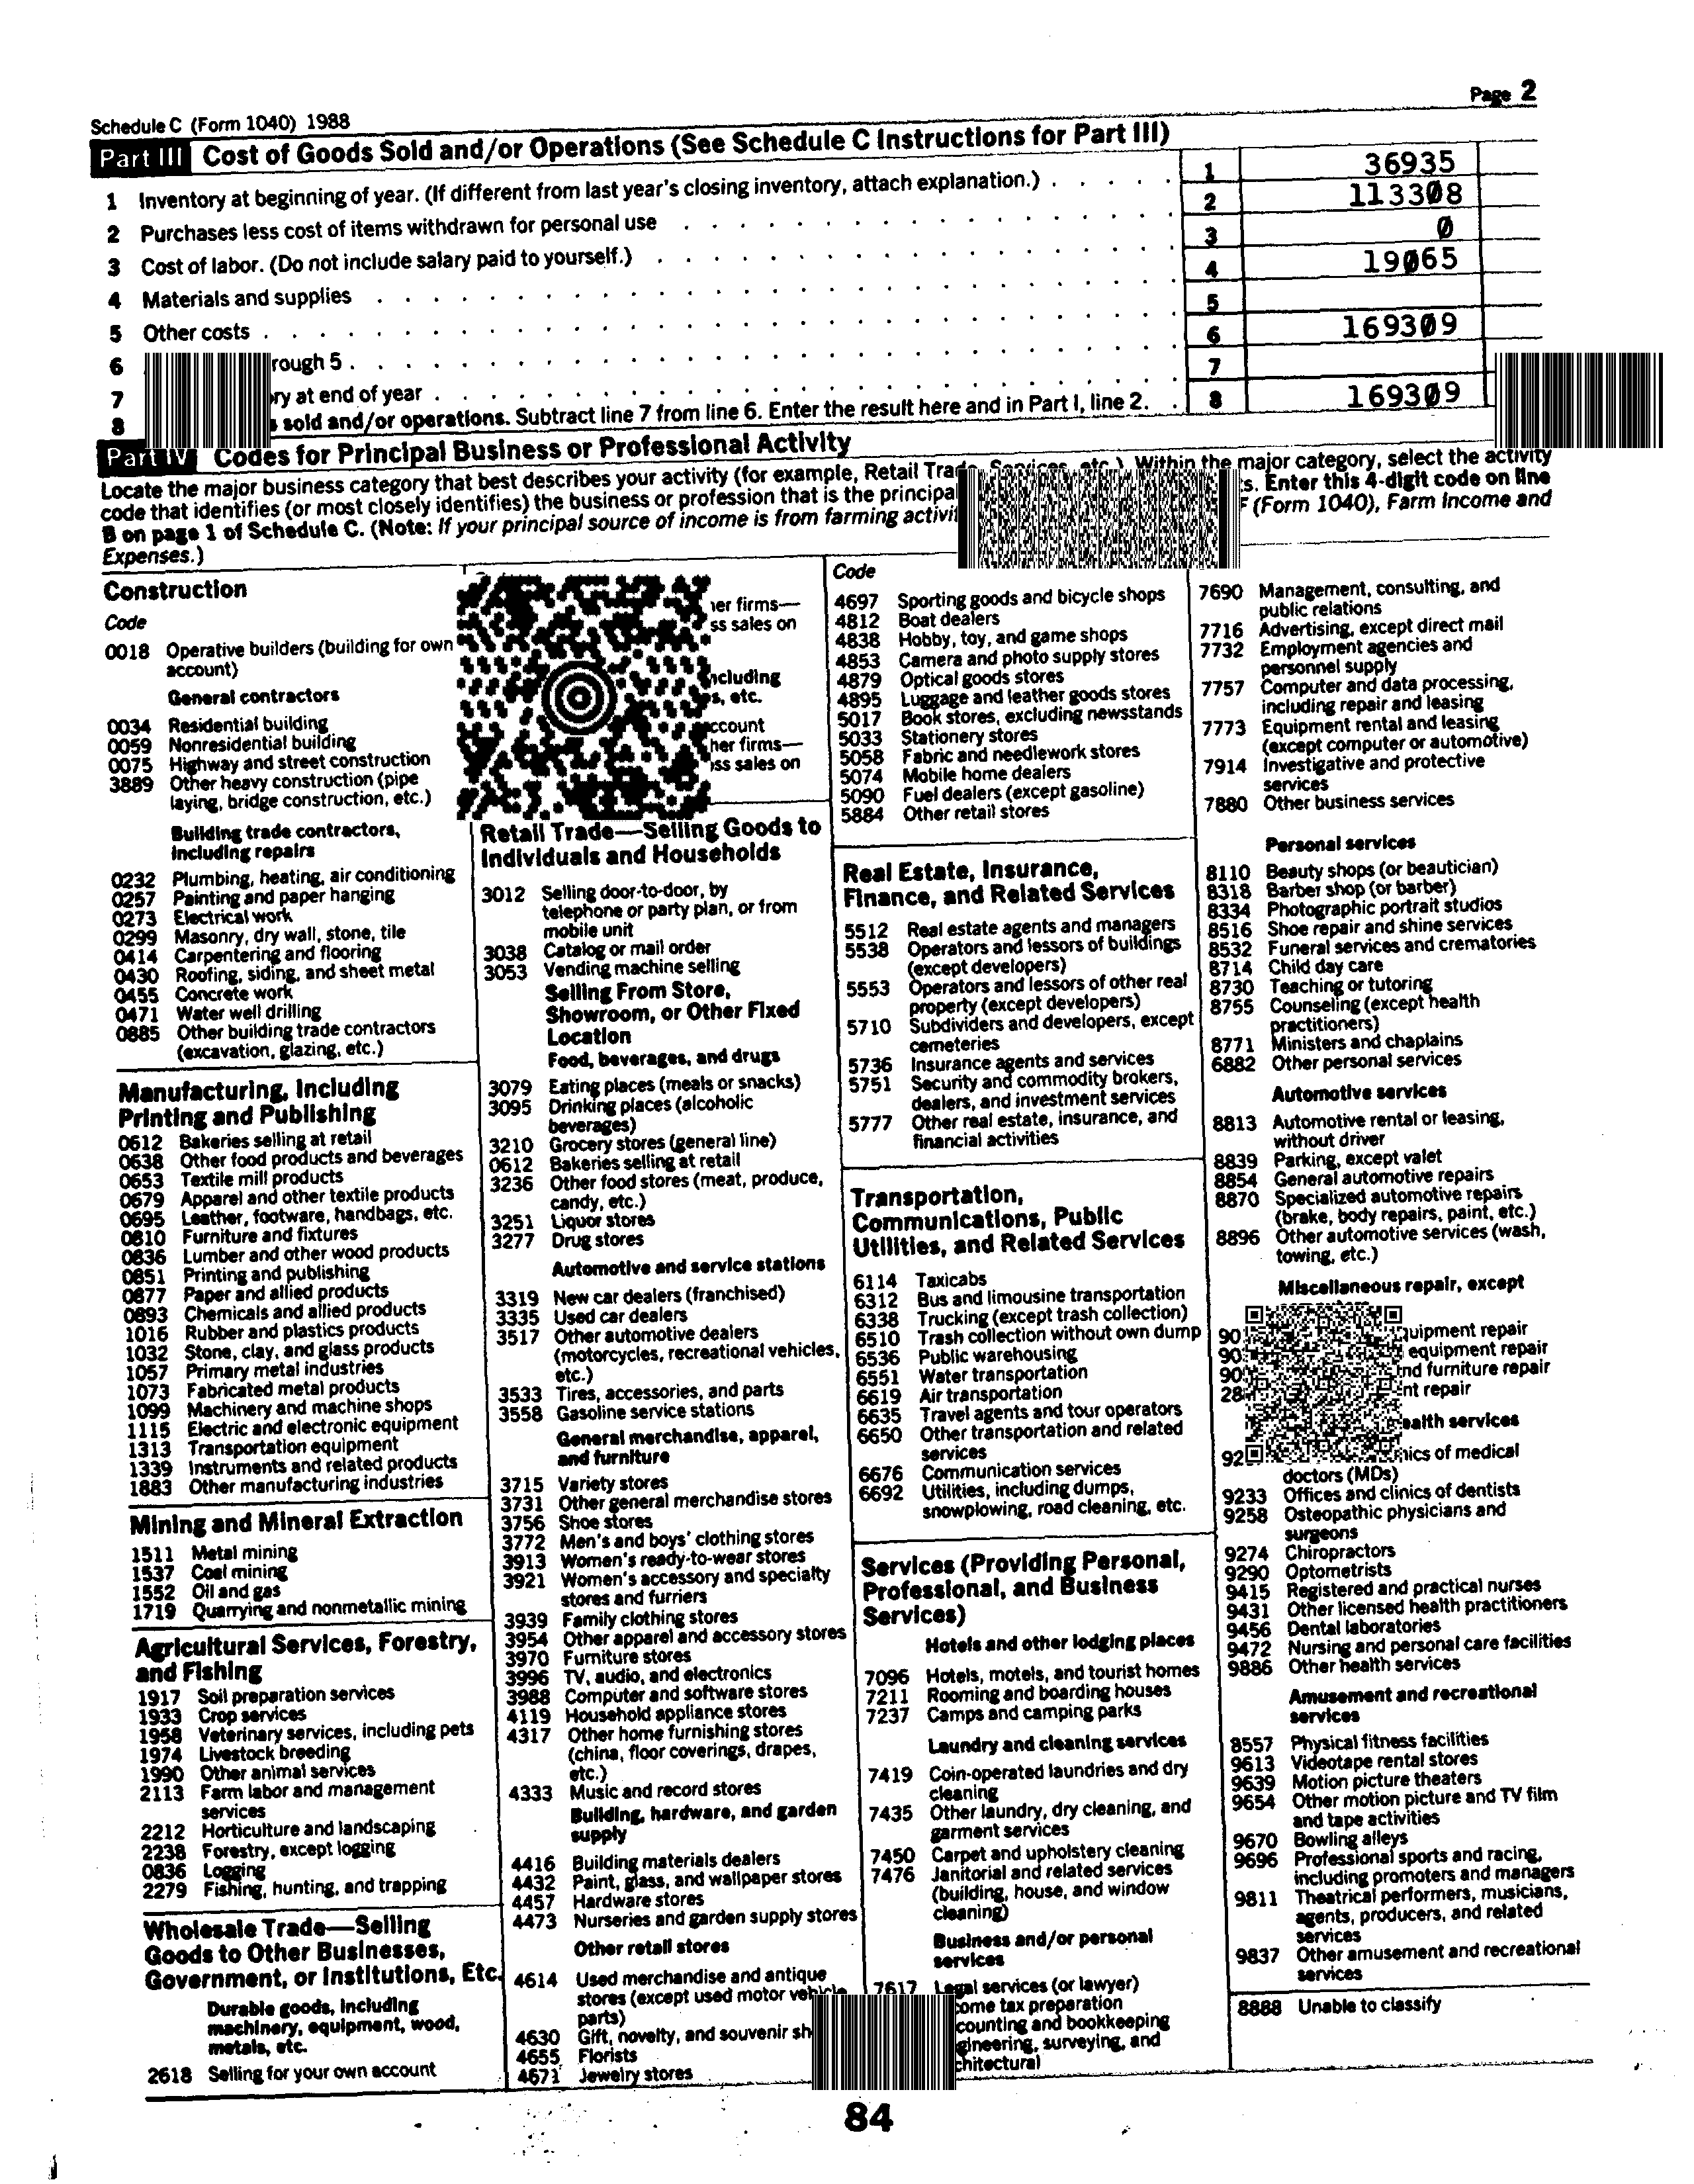 Schedule C (Form 1040) 1988
Page 2
Part III Cost of Goods Sold and/or Operations (See Schedule C Instructions for Part III)
1 Inventory at beginning of year. (If different from last year's closing inventory, attach explanation.) 1 36935
2 Purchases less cost of items withdrawn for personal use 2 113308
3 Cost of labor. (Do not include salary paid to yourself.) 3 0
4 Materials and supplies 4 19065
5 Other costs 5
6 rough 5 6 169309
7 ry at end of year 7
8 sold and/or operations. Subtract line 7 from line 6. Enter the result here and in Part I, line 2. 8 169309
Part IV Codes for Principal Business or Professional Activity
Locate the major business category that best describes your activity (for example, Retail Trade, Services, etc.). Within the major category, select the activity
code that identifies (or most closely identifies) the business or profession that is the principal s. Enter this 4-digit code on line
B on page 1 of Schedule C. (Note: If your principal source of income is from farming activit F (Form 1040), Farm Income and
Expenses.)
Construction
Code
0018 Operative builders (building for own
account)
General contractors
0034 Residential building
0059 Nonresidential building
0075 Highway and street construction
3889 Other heavy construction (pipe
laying, bridge construction, etc.)
Building trade contractors,
including repairs
0232 Plumbing, heating, air conditioning
0257 Painting and paper hanging
0273 Electrical work
0299 Masonry, dry wall, stone, tile
0414 Carpentering and flooring
0430 Roofing, siding, and sheet metal
0455 Concrete work
0471 Water well drilling
0885 Other building trade contractors
(excavation, glazing, etc.)
Manufacturing, Including
Printing and Publishing
0612 Bakeries selling at retail
0638 Other food products and beverages
0653 Textile mill products
0679 Apparel and other textile products
0695 Leather, footware, handbags, etc.
0810 Furniture and fixtures
0836 Lumber and other wood products
0851 Printing and publishing
0877 Paper and allied products
0893 Chemicals and allied products
1016 Rubber and plastics products
1032 Stone, clay, and glass products
1057 Primary metal industries
1073 Fabricated metal products
1099 Machinery and machine shops
1115 Electric and electronic equipment
1313 Transportation equipment
1339 Instruments and related products
1883 Other manufacturing industries
Mining and Mineral Extraction
1511 Metal mining
1537 Coal mining
1552 Oil and gas
1719 Quarrying and nonmetallic mining
Agricultural Services, Forestry,
and Fishing
1917 Soil preparation services
1933 Crop services
1958 Veterinary services, including pets
1974 Livestock breeding
1990 Other animal services
2113 Farm labor and management
services
2212 Horticulture and landscaping
2238 Forestry, except logging
0836 Logging
2279 Fishing, hunting, and trapping
Wholesale Trade—Selling
Goods to Other Businesses,
Government, or Institutions, Etc.
Durable goods, including
machinery, equipment, wood,
metals, etc.
2618 Selling for your own account
ner firms—
ss sales on
ncluding
s, etc.
ccount
her firms—
oss sales on
Retail Trade—Selling Goods to
Individuals and Households
3012 Selling door-to-door, by
telephone or party plan, or from
mobile unit
3038 Catalog or mail order
3053 Vending machine selling
Selling From Store,
Showroom, or Other Fixed
Location
Food, beverages, and drugs
3079 Eating places (meals or snacks)
3095 Drinking places (alcoholic
beverages)
3210 Grocery stores (general line)
0612 Bakeries selling at retail
3236 Other food stores (meat, produce,
candy, etc.)
3251 Liquor stores
3277 Drug stores
Automotive and service stations
3319 New car dealers (franchised)
3335 Used car dealers
3517 Other automotive dealers
(motorcycles, recreational vehicles,
etc.)
3533 Tires, accessories, and parts
3558 Gasoline service stations
General merchandise, apparel,
and furniture
3715 Variety stores
3731 Other general merchandise stores
3756 Shoe stores
3772 Men's and boys' clothing stores
3913 Women's ready-to-wear stores
3921 Women's accessory and specialty
stores and furriers
3939 Family clothing stores
3954 Other apparel and accessory stores
3970 Furniture stores
3996 TV, audio, and electronics
3988 Computer and software stores
4119 Household appliance stores
4317 Other home furnishing stores
(china, floor coverings, drapes,
etc.)
4333 Music and record stores
Building, hardware, and garden
supply
4416 Building materials dealers
4432 Paint, glass, and wallpaper stores
4457 Hardware stores
4473 Nurseries and garden supply stores
Other retail stores
4614 Used merchandise and antique
stores (except used motor vehicle
parts)
4630 Gift, novelty, and souvenir sh
4655 Florists
4671 Jewelry stores
Code
4697 Sporting goods and bicycle shops
4812 Boat dealers
4838 Hobby, toy, and game shops
4853 Camera and photo supply stores
4879 Optical goods stores
4895 Luggage and leather goods stores
5017 Book stores, excluding newsstands
5033 Stationery stores
5058 Fabric and needlework stores
5074 Mobile home dealers
5090 Fuel dealers (except gasoline)
5884 Other retail stores
Real Estate, Insurance,
Finance, and Related Services
5512 Real estate agents and managers
5538 Operators and lessors of buildings
(except developers)
5553 Operators and lessors of other real
property (except developers)
5710 Subdividers and developers, except
cemeteries
5736 Insurance agents and services
5751 Security and commodity brokers,
dealers, and investment services
5777 Other real estate, insurance, and
financial activities
Transportation,
Communications, Public
Utilities, and Related Services
6114 Taxicabs
6312 Bus and limousine transportation
6338 Trucking (except trash collection)
6510 Trash collection without own dump
6536 Public warehousing
6551 Water transportation
6619 Air transportation
6635 Travel agents and tour operators
6650 Other transportation and related
services
6676 Communication services
6692 Utilities, including dumps,
snowplowing, road cleaning, etc.
Services (Providing Personal,
Professional, and Business
Services)
Hotels and other lodging places
7096 Hotels, motels, and tourist homes
7211 Rooming and boarding houses
7237 Camps and camping parks
Laundry and cleaning services
7419 Coin-operated laundries and dry
cleaning
7435 Other laundry, dry cleaning, and
garment services
7450 Carpet and upholstery cleaning
7476 Janitorial and related services
(building, house, and window
cleaning)
Business and/or personal
services
7617 Legal services (or lawyer)
come tax preparation
counting and bookkeeping
gineering, surveying, and
chitectural
7690 Management, consulting, and
public relations
7716 Advertising, except direct mail
7732 Employment agencies and
personnel supply
7757 Computer and data processing,
including repair and leasing
7773 Equipment rental and leasing
(except computer or automotive)
7914 Investigative and protective
services
7880 Other business services
Personal services
8110 Beauty shops (or beautician)
8318 Barber shop (or barber)
8334 Photographic portrait studios
8516 Shoe repair and shine services
8532 Funeral services and crematories
8714 Child day care
8730 Teaching or tutoring
8755 Counseling (except health
practitioners)
8771 Ministers and chaplains
6882 Other personal services
Automotive services
8813 Automotive rental or leasing,
without driver
8839 Parking, except valet
8854 General automotive repairs
8870 Specialized automotive repairs
(brake, body repairs, paint, etc.)
8896 Other automotive services (wash,
towing, etc.)
Miscellaneous repair, except
90 quipment repair
90 equipment repair
90 nd furniture repair
28 nt repair
ealth services
92 nics of medical
doctors (MDs)
9233 Offices and clinics of dentists
9258 Osteopathic physicians and
surgeons
9274 Chiropractors
9290 Optometrists
9415 Registered and practical nurses
9431 Other licensed health practitioners
9456 Dental laboratories
9472 Nursing and personal care facilities
9886 Other health services
Amusement and recreational
services
8557 Physical fitness facilities
9613 Videotape rental stores
9639 Motion picture theaters
9654 Other motion picture and TV film
and tape activities
9670 Bowling alleys
9696 Professional sports and racing,
including promoters and managers
9811 Theatrical performers, musicians,
agents, producers, and related
services
9837 Other amusement and recreational
services
8888 Unable to classify
84